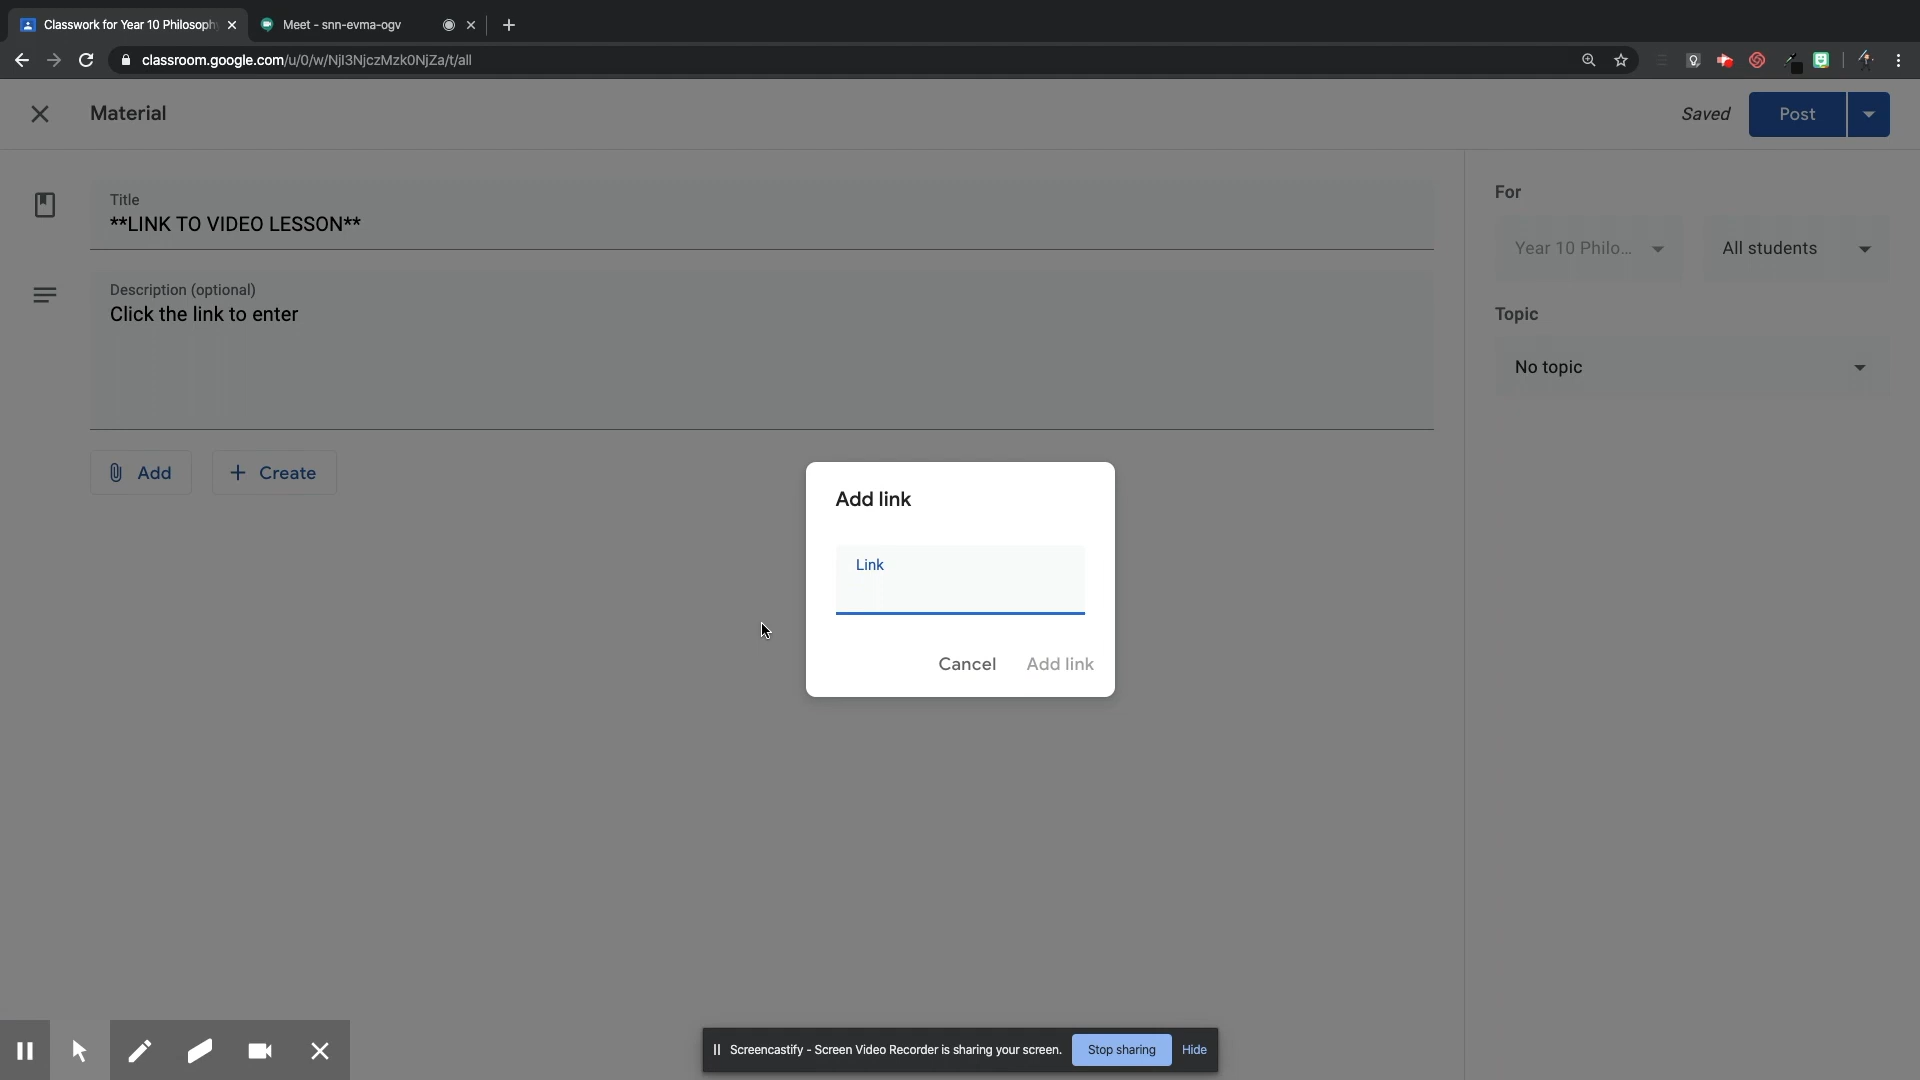 Classwork for Year 10 Philosoph
Meet - snn-evma-ogv
classroom.google.com/u/0/w/NjI3NjczMzk0NjZa/t/all
Material
Saved
Post
Title
**LINK TO VIDEO LESSON**
Description (optional)
Click the link to enter
Add
Create
For
Year 10 Philo...
All students
Topic
No topic
Add link
Link
Cancel
Add link
Screencastify - Screen Video Recorder is sharing your screen.
Stop sharing
Hide